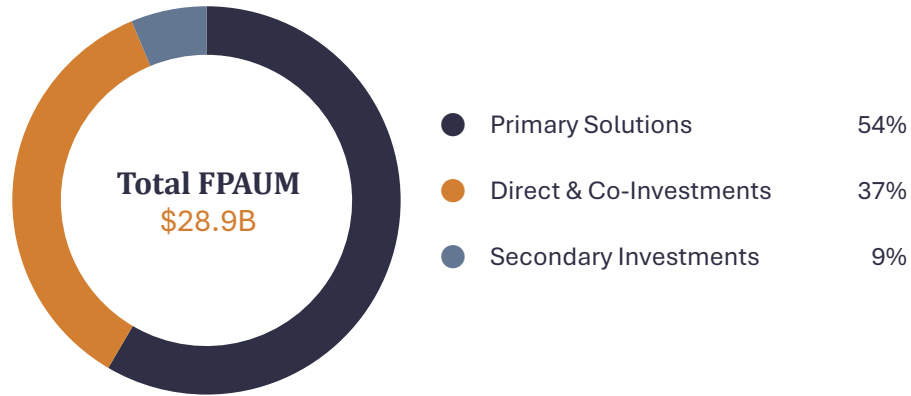 Total FPAUM
$28.9B
Primary Solutions 54%
Direct & Co-Investments 37%
Secondary Investments 9%